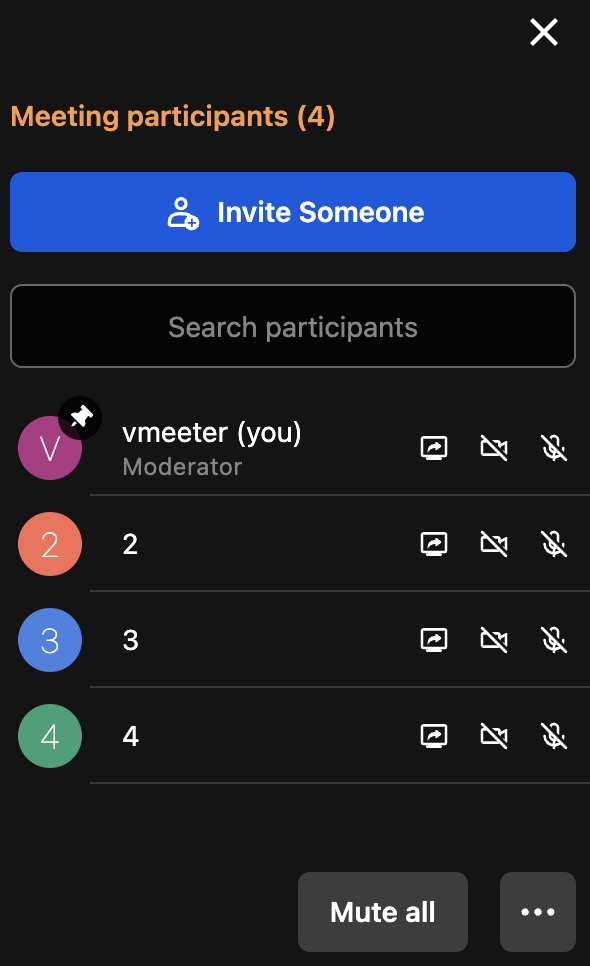 Meeting participants (4)
Invite Someone
Search participants
V
vmeeter (you)
Moderator
2
2
3
3
4
4
Mute all